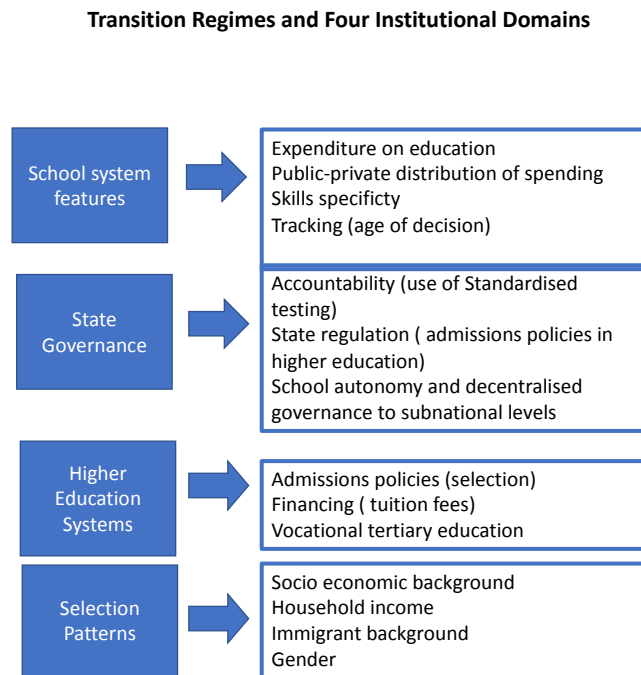 Transition Regimes and Four Institutional Domains
School system
features
Expenditure on education
Public-private distribution of spending
Skills specificty
Tracking (age of decision)
State
Governance
Accountability (use of Standardised
testing)
State regulation ( admissions policies in
higher education)
School autonomy and decentralised
governance to subnational levels
Higher
Education
Systems
Admissions policies (selection)
Financing ( tuition fees)
Vocational tertiary education
Selection
Patterns
Socio economic background
Household income
Immigrant background
Gender